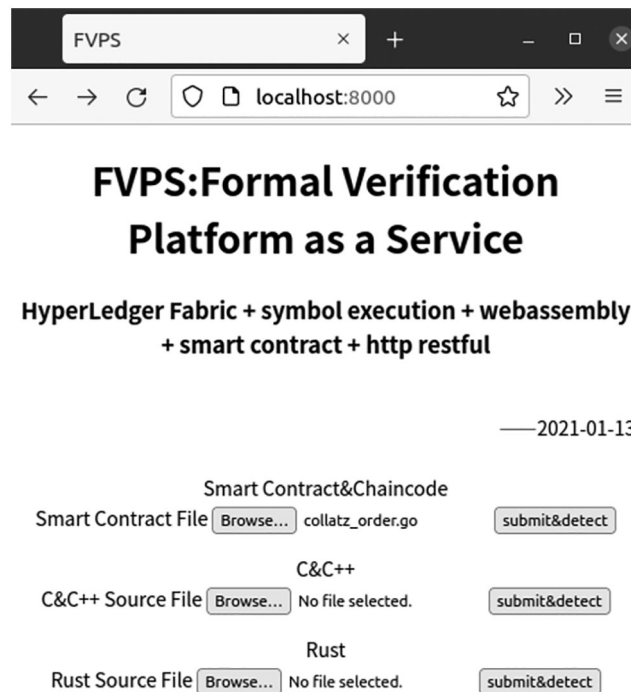 FVPS
localhost:8000
FVPS:Formal Verification
Platform as a Service
HyperLedger Fabric + symbol execution + webassembly
+ smart contract + http restful
——2021-01-13
Smart Contract&Chaincode
Smart Contract File Browse... collatz_order.go submit&detect
C&C++
C&C++ Source File Browse... No file selected. submit&detect
Rust
Rust Source File Browse... No file selected. submit&detect